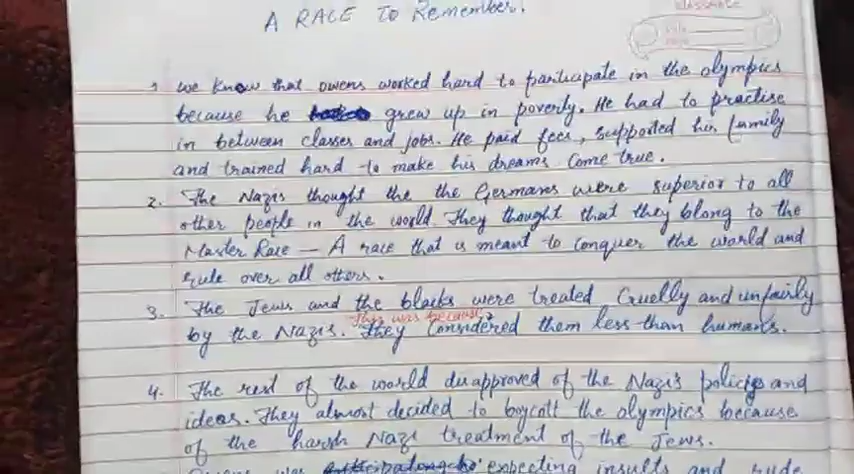 A RACE To Remember.
classmate
1 We know that owens worked hard to participate in the olympics
because he grew up in poverty. He had to practise
in between classes and jobs. He paid fees, supported his family
and trained hard to make his dreams come true.
2. The Nazis thought the the Germans were superior to all
other people in the world. They thought that they blong to the
Master Race — A race that is meant to conquer the world and
rule over all others.
3. The Jews and the blacks were treated Cruelly and unfairly
This was because
by the Nazis. They Considered them less than humans.
4. The rest of the world disapproved of the Nazi's policies and
ideas. They almost decided to boycott the olympics because
of the harsh Nazi treatment of the Jews.
was expecting insults and rude